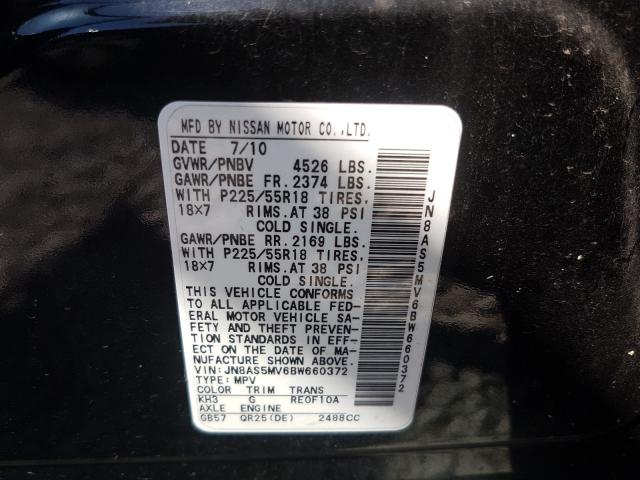 MFD BY NISSAN MOTOR CO.,LTD.
DATE 7/10
GVWR/PNBV 4526 LBS.
GAWR/PNBE FR. 2374 LBS.
WITH P225/55R18 TIRES,
18X7 RIMS.AT 38 PSI
COLD SINGLE.
GAWR/PNBE RR. 2169 LBS.
WITH P225/55R18 TIRES,
18X7 RIMS.AT 38 PSI
COLD SINGLE.
THIS VEHICLE CONFORMS
TO ALL APPLICABLE FED-
ERAL MOTOR VEHICLE SA-
FETY AND THEFT PREVEN-
TION STANDARDS IN EFF-
ECT ON THE DATE OF MA-
NUFACTURE SHOWN ABOVE.
VIN: JN8AS5MV6BW660372
TYPE: MPV
COLOR TRIM TRANS
KH3 G RE0F10A
AXLE ENGINE
GB57 QR25(DE) 2488CC
JN8AS5MV6BW660372